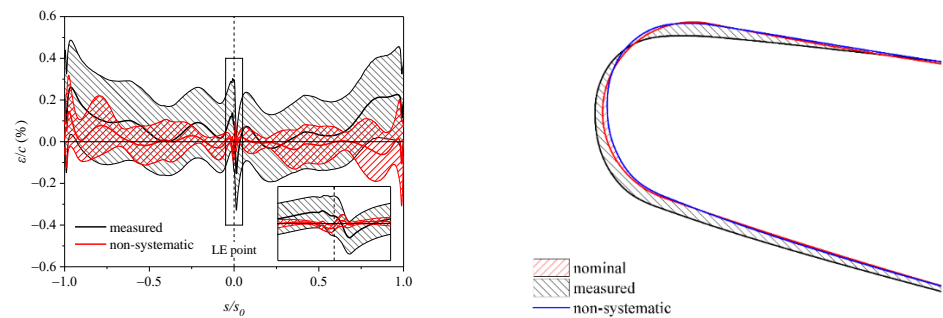 ε/c (%)
0.6
0.4
0.2
0.0
−0.2
−0.4
−0.6
measured
non-systematic
LE point
−1.0
−0.5
0.0
0.5
1.0
s/s₀
nominal
measured
non-systematic